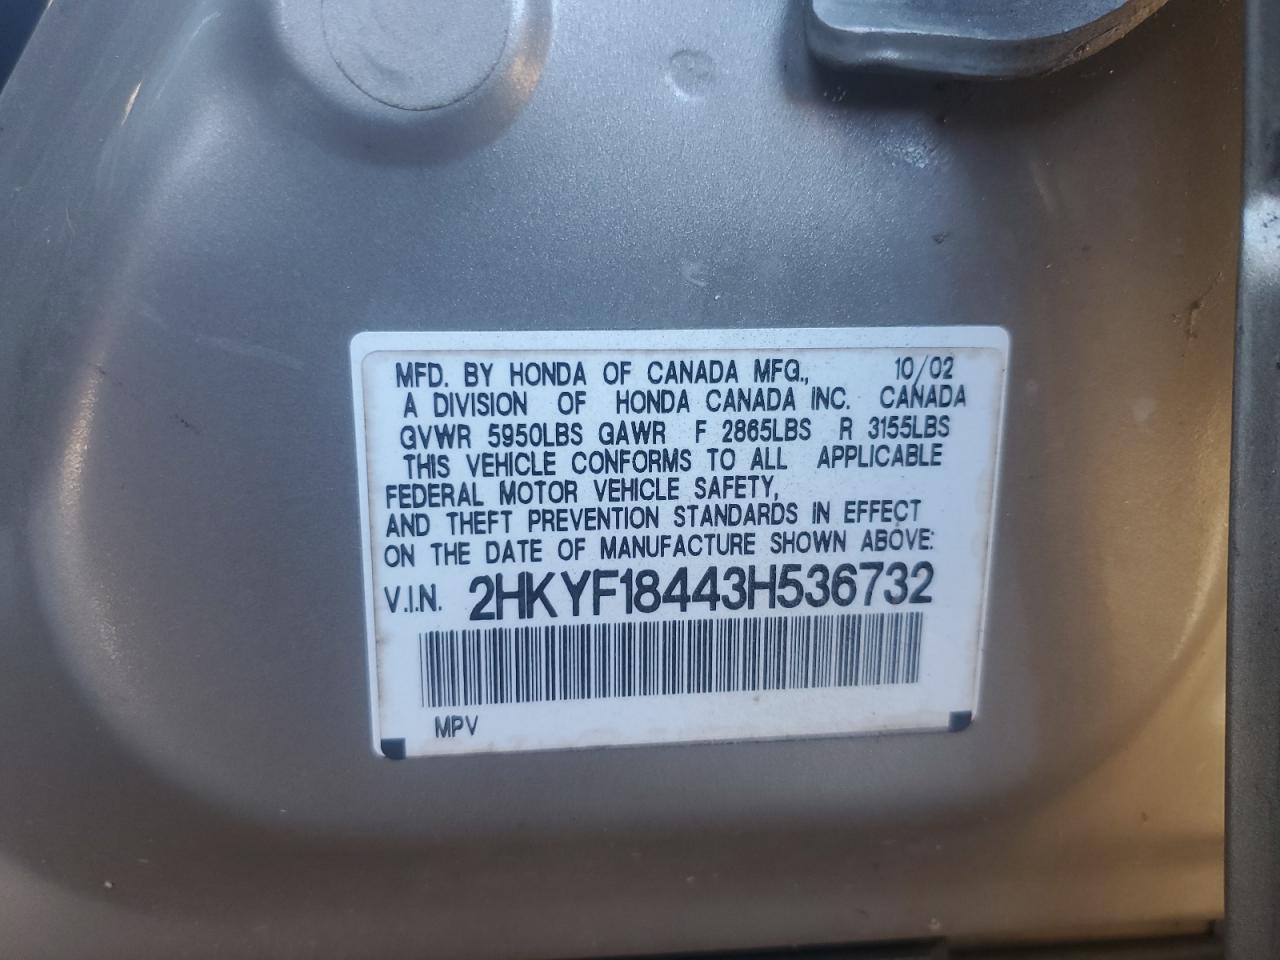 MFD. BY HONDA OF CANADA MFG., 10/02
A DIVISION OF HONDA CANADA INC. CANADA
GVWR 5950LBS GAWR F 2865LBS R 3155LBS
THIS VEHICLE CONFORMS TO ALL APPLICABLE
FEDERAL MOTOR VEHICLE SAFETY,
AND THEFT PREVENTION STANDARDS IN EFFECT
ON THE DATE OF MANUFACTURE SHOWN ABOVE:
V.I.N. 2HKYF18443H536732
MPV